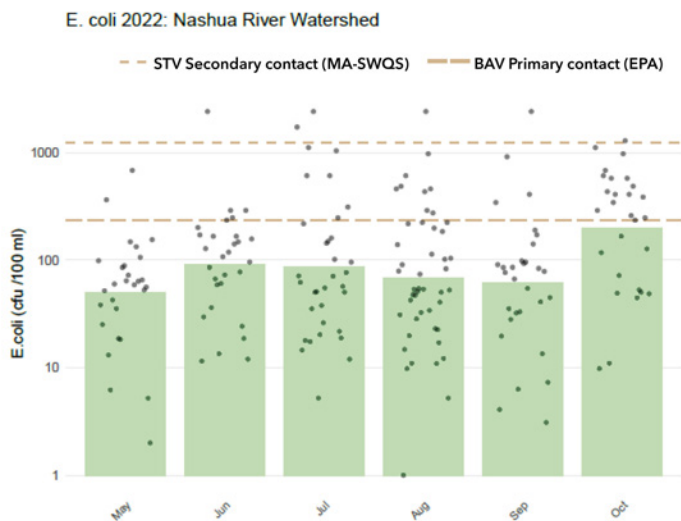 E. coli 2022: Nashua River Watershed
STV Secondary contact (MA-SWQS) BAV Primary contact (EPA)
E.coli (cfu /100 ml)
1000
100
10
1
May Jun Jul Aug Sep Oct